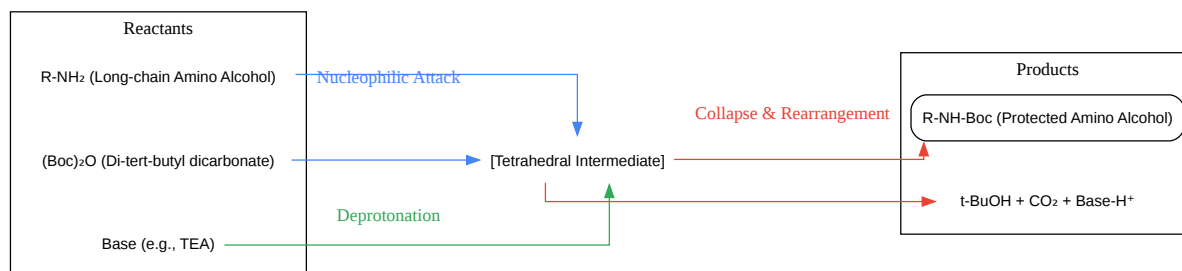 Reactants
R-NH₂ (Long-chain Amino Alcohol)
Nucleophilic Attack
(Boc)₂O (Di-tert-butyl dicarbonate)
[Tetrahedral Intermediate]
Deprotonation
Base (e.g., TEA)
Collapse & Rearrangement
Products
R-NH-Boc (Protected Amino Alcohol)
t-BuOH + CO₂ + Base-H⁺